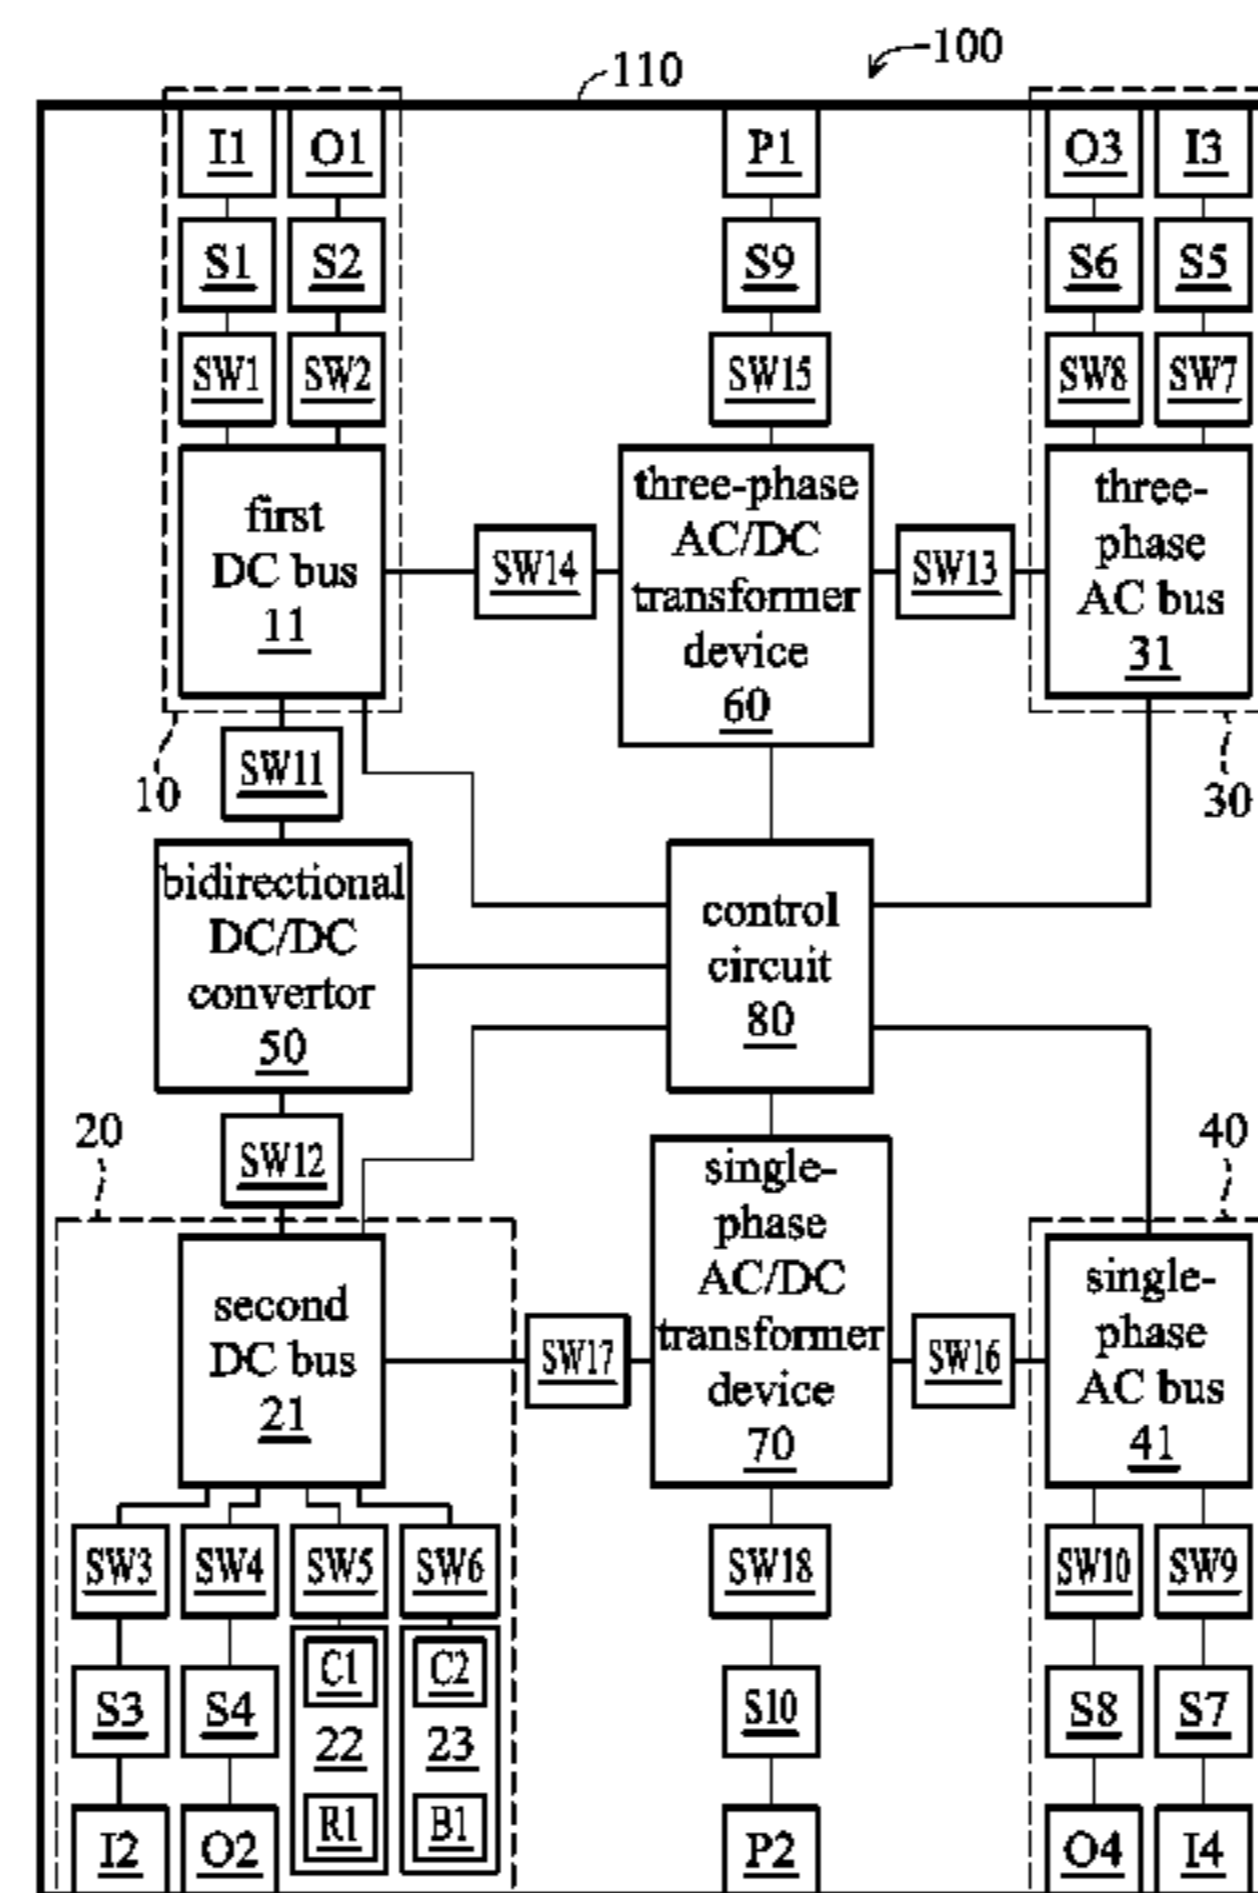 100
110
I1 O1 P1 O3 I3
S1 S2 S9 S6 S5
SW1 SW2 SW15 SW8 SW7
first
DC bus
11
SW14
three-phase
AC/DC
transformer
device
60
SW13
three-
phase
AC bus
31
10
SW11
30
bidirectional
DC/DC
convertor
50
control
circuit
80
20
SW12
40
second
DC bus
21
SW17
single-
phase
AC/DC
transformer
device
70
SW16
single-
phase
AC bus
41
SW3 SW4 SW5 SW6 SW18 SW10 SW9
C1 C2
S3 S4 22 23 S10 S8 S7
R1 B1
I2 O2 P2 O4 I4